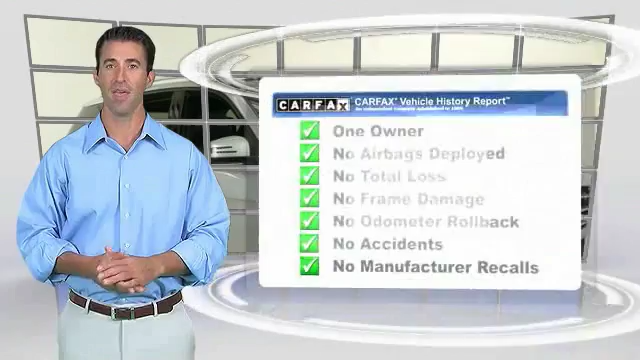 CARFAX CARFAX Vehicle History Report™
One Owner
No Airbags Deployed
No Total Loss
No Frame Damage
No Odometer Rollback
No Accidents
No Manufacturer Recalls